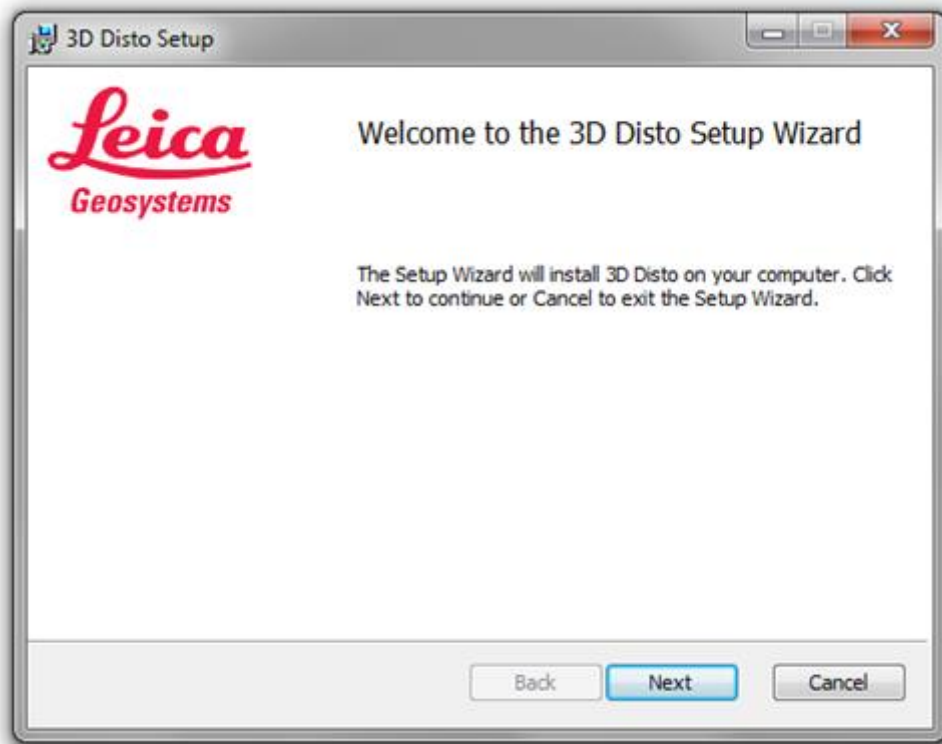 3D Disto Setup
Leica
Geosystems
Welcome to the 3D Disto Setup Wizard
The Setup Wizard will install 3D Disto on your computer. Click
Next to continue or Cancel to exit the Setup Wizard.
Back
Next
Cancel